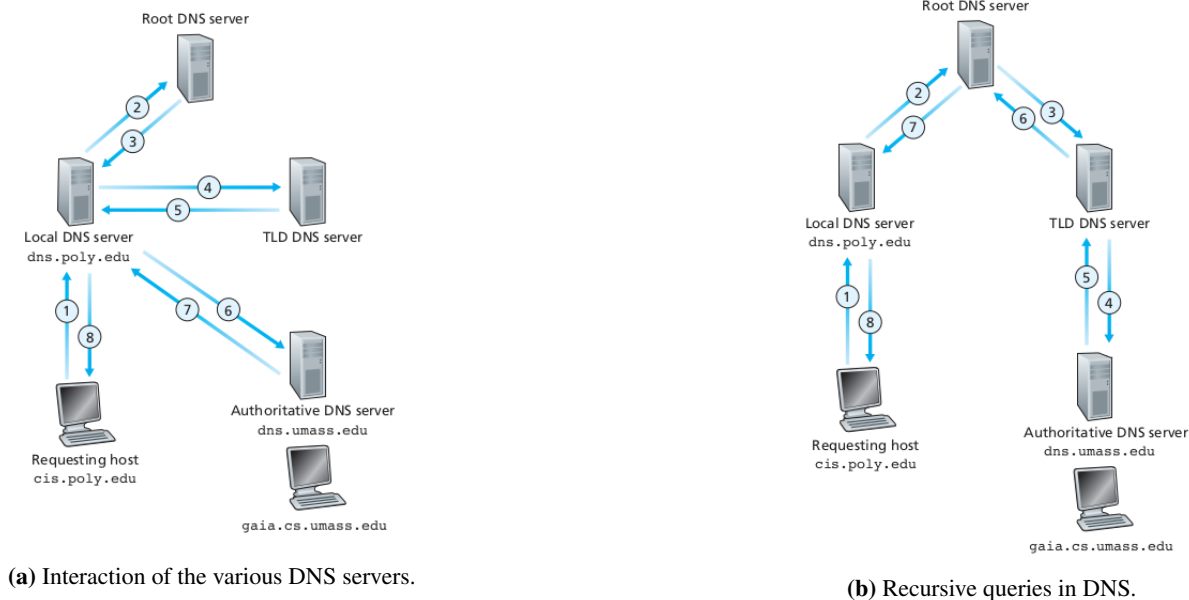 Root DNS server
2
3
4
5
Local DNS server
dns.poly.edu
TLD DNS server
1
8
7
6
Authoritative DNS server
dns.umass.edu
Requesting host
cis.poly.edu
gaia.cs.umass.edu
(a) Interaction of the various DNS servers.
Root DNS server
2
7
6
3
Local DNS server
dns.poly.edu
TLD DNS server
1
8
5
4
Requesting host
cis.poly.edu
Authoritative DNS server
dns.umass.edu
gaia.cs.umass.edu
(b) Recursive queries in DNS.